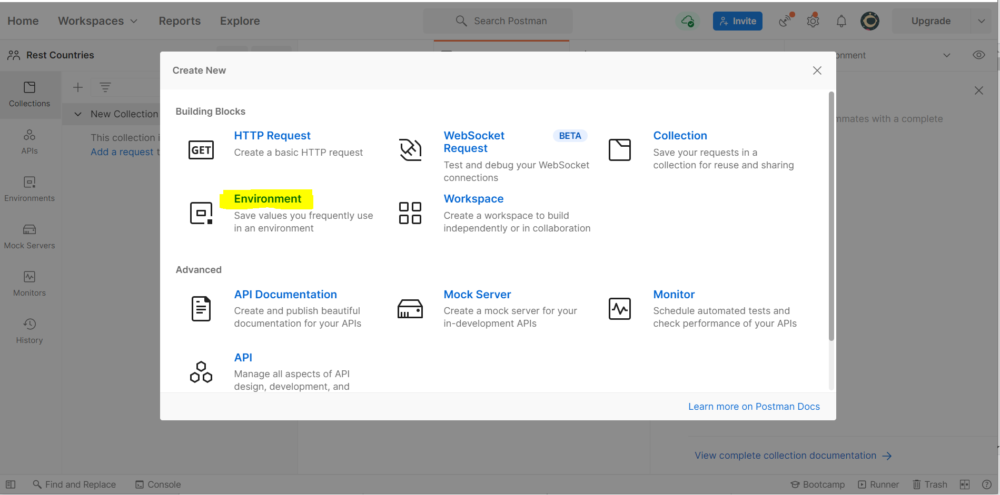 Home
Workspaces
Reports
Explore
Search Postman
Invite
Upgrade
Rest Countries
onment
Collections
APIs
Environments
Mock Servers
Monitors
History
New Collection
This collection i
Add a request t
mmates with a complete
Create New
Building Blocks
GET
HTTP Request
Create a basic HTTP request
WebSocket
Request
BETA
Test and debug your WebSocket
connections
Collection
Save your requests in a
collection for reuse and sharing
Environment
Save values you frequently use
in an environment
Workspace
Create a workspace to build
independently or in collaboration
Advanced
API Documentation
Create and publish beautiful
documentation for your APIs
Mock Server
Create a mock server for your
in-development APIs
Monitor
Schedule automated tests and
check performance of your APIs
API
Manage all aspects of API
design, development, and
Learn more on Postman Docs
View complete collection documentation
Find and Replace
Console
Bootcamp
Runner
Trash